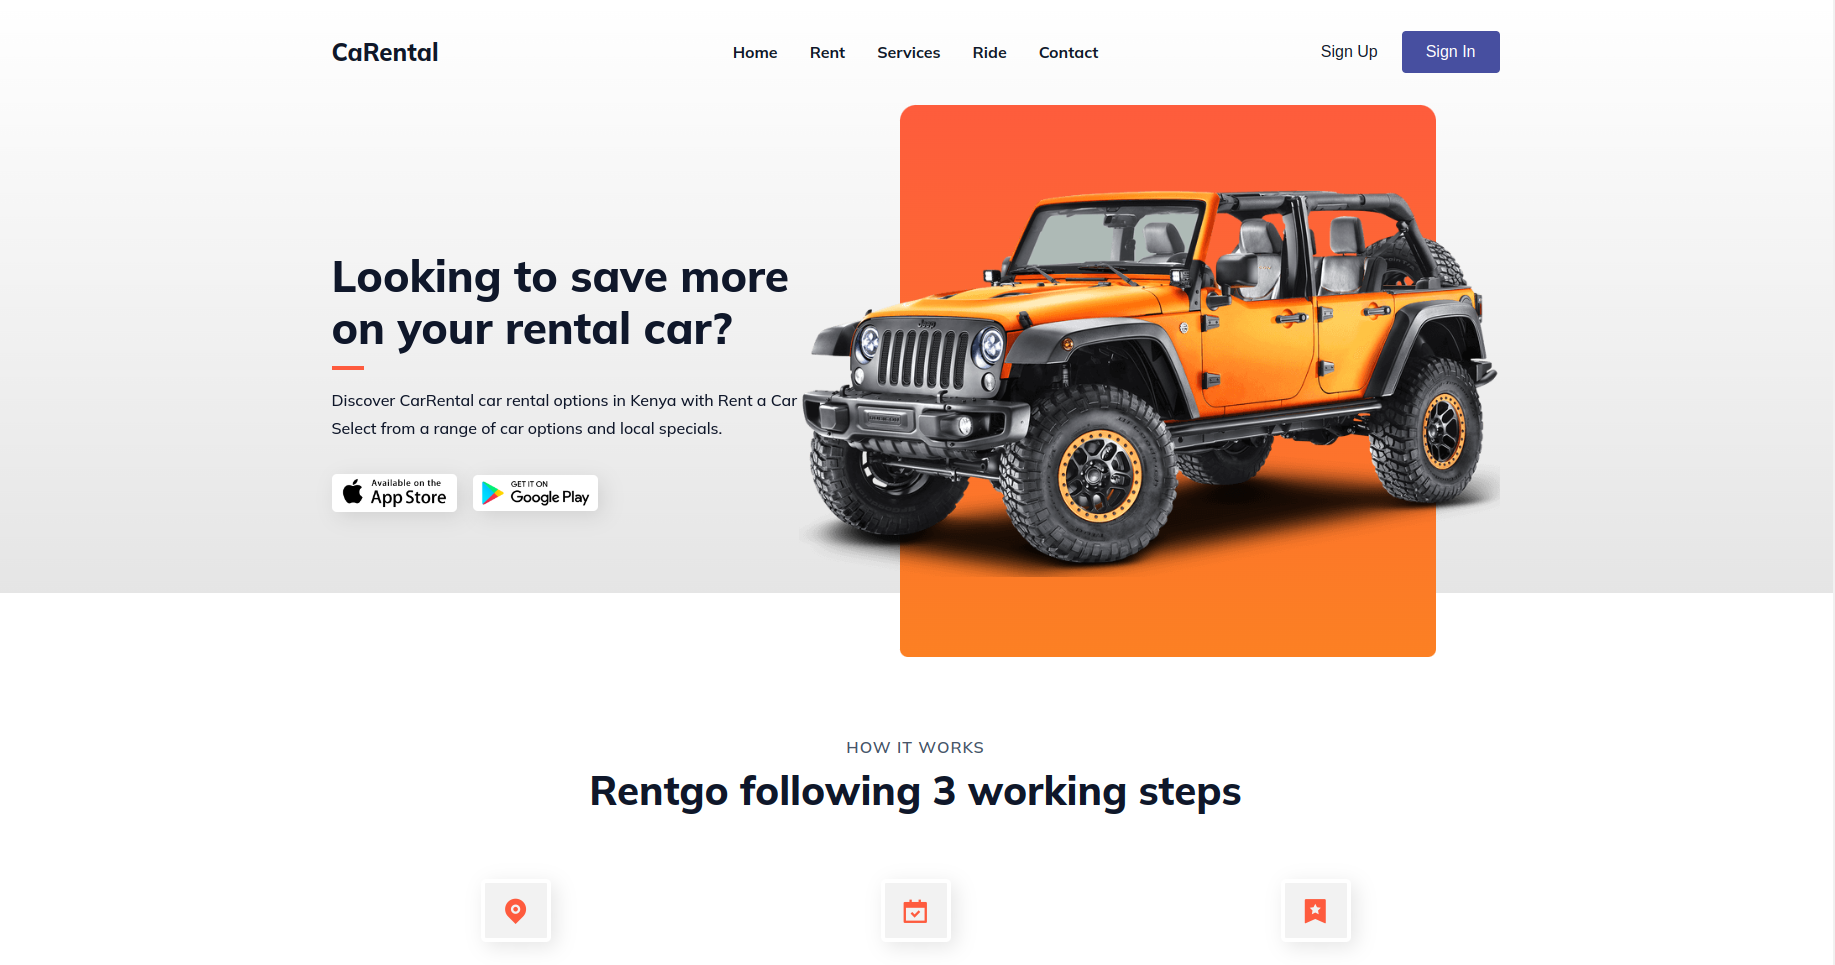 CaRental
Home Rent Services Ride Contact
Sign Up Sign In
Looking to save more
on your rental car?
Discover CarRental car rental options in Kenya with Rent a Car
Select from a range of car options and local specials.
Available on the
App Store
GET IT ON
Google Play
Jeep
HOW IT WORKS
Rentgo following 3 working steps